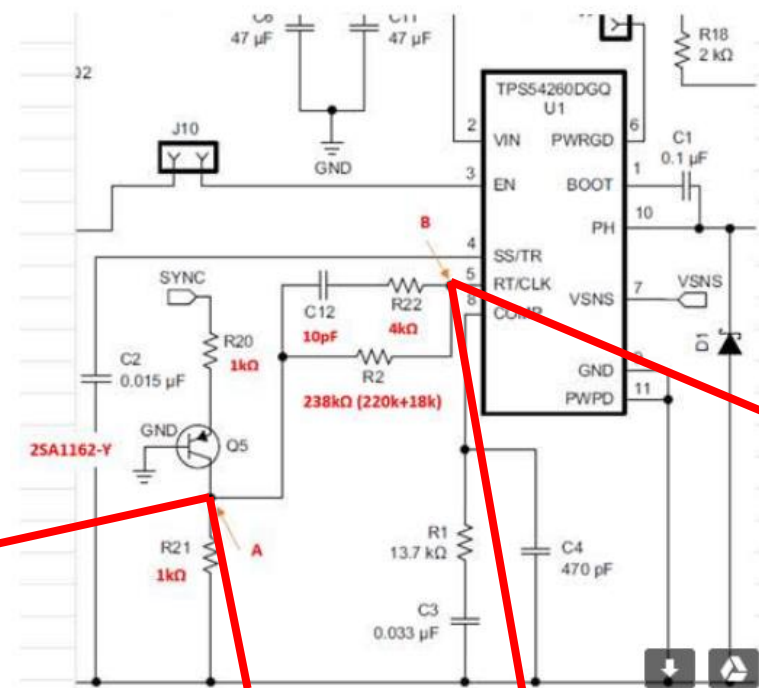 47 µF
47 µF
R18
2 kΩ
TPS54260DGQ
U1
J10
GND
2
VIN
PWRGD
6
C1
0.1 µF
3
EN
BOOT
1
B
PH
10
4
SS/TR
SYNC
5
RT/CLK
VSNS
7
VSNS
8
C12
R22
10pF
4kΩ
R20
1kΩ
R2
238kΩ (220k+18k)
C2
0.015 µF
D1
GND
PWPD
11
GND
2SA1162-Y
Q5
R1
13.7 kΩ
C4
470 pF
R21
1kΩ
A
C3
0.033 µF